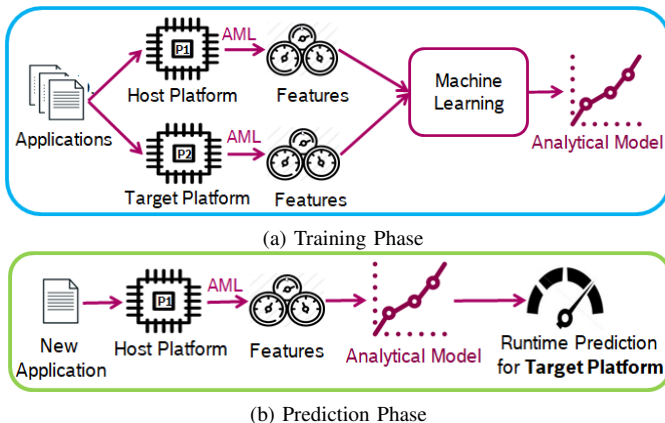 P1
AML
Host Platform
Features
Applications
P2
AML
Target Platform
Features
Machine
Learning
Analytical Model
(a) Training Phase
New
Application
P1
Host Platform
AML
Features
Analytical Model
Runtime Prediction
for Target Platform
(b) Prediction Phase